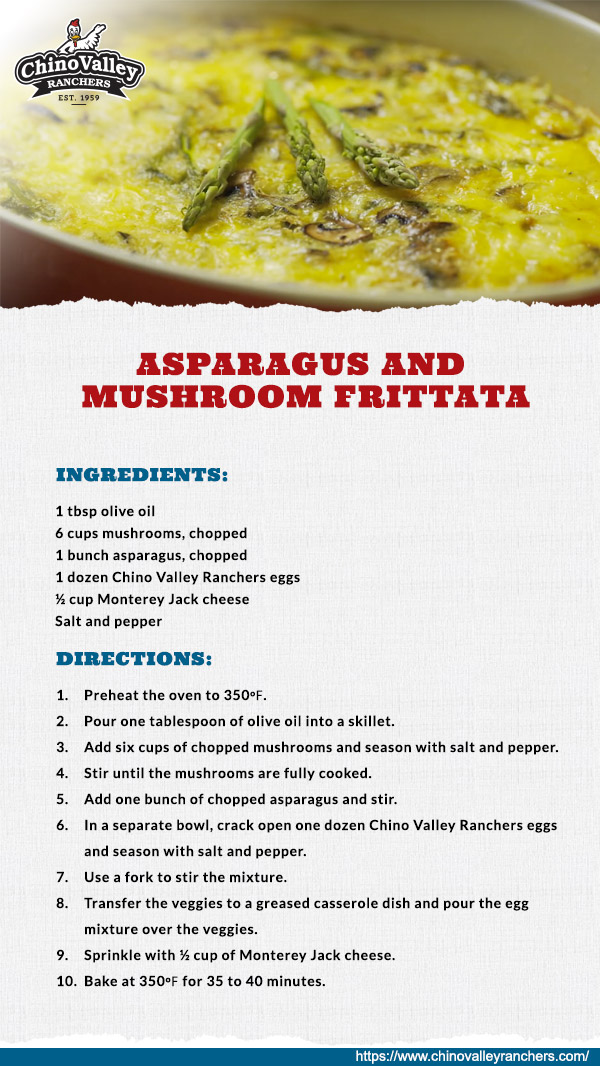 Chino Valley
RANCHERS
EST. 1959
ASPARAGUS AND
MUSHROOM FRITTATA
INGREDIENTS:
1 tbsp olive oil
6 cups mushrooms, chopped
1 bunch asparagus, chopped
1 dozen Chino Valley Ranchers eggs
½ cup Monterey Jack cheese
Salt and pepper
DIRECTIONS:
1. Preheat the oven to 350ºF.
2. Pour one tablespoon of olive oil into a skillet.
3. Add six cups of chopped mushrooms and season with salt and pepper.
4. Stir until the mushrooms are fully cooked.
5. Add one bunch of chopped asparagus and stir.
6. In a separate bowl, crack open one dozen Chino Valley Ranchers eggs
and season with salt and pepper.
7. Use a fork to stir the mixture.
8. Transfer the veggies to a greased casserole dish and pour the egg
mixture over the veggies.
9. Sprinkle with ½ cup of Monterey Jack cheese.
10. Bake at 350ºF for 35 to 40 minutes.
https://www.chinovalleyranchers.com/